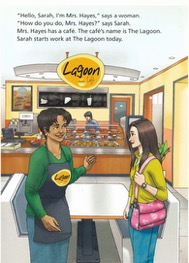 "Hello, Sarah, I'm Mrs. Hayes," says a woman.
"How do you do, Mrs. Hayes?" says Sarah.
Mrs. Hayes has a café. The café's name is The Lagoon.
Sarah starts work at The Lagoon today.
Lagoon
Lagoon